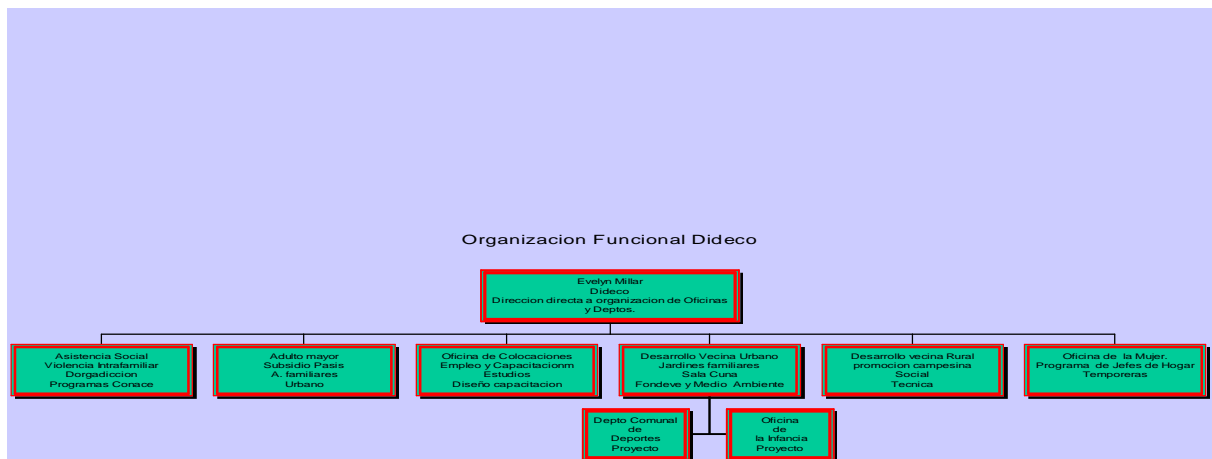 Organizacion Funcional Dideco
Evelyn Millar
Dideco
Direccion directa a organizacion de Oficinas
y Deptos.
Asistencia Social
Violencia Intrafamiliar
Dorgadiccion
Programas Conace
Adulto mayor
Subsidio Pasis
A. familiares
Urbano
Oficina de Colocaciones
Empleo y Capacitacionm
Estudios
Diseño capacitacion
Desarrollo Vecina Urbano
Jardines familiares
Sala Cuna
Fondeve y Medio Ambiente
Desarrollo vecina Rural
promocion campesina
Social
Tecnica
Oficina de la Mujer.
Programa de Jefes de Hogar
Temporeras
Depto Comunal
de
Deportes
Proyecto
Oficina
de
la Infancia
Proyecto